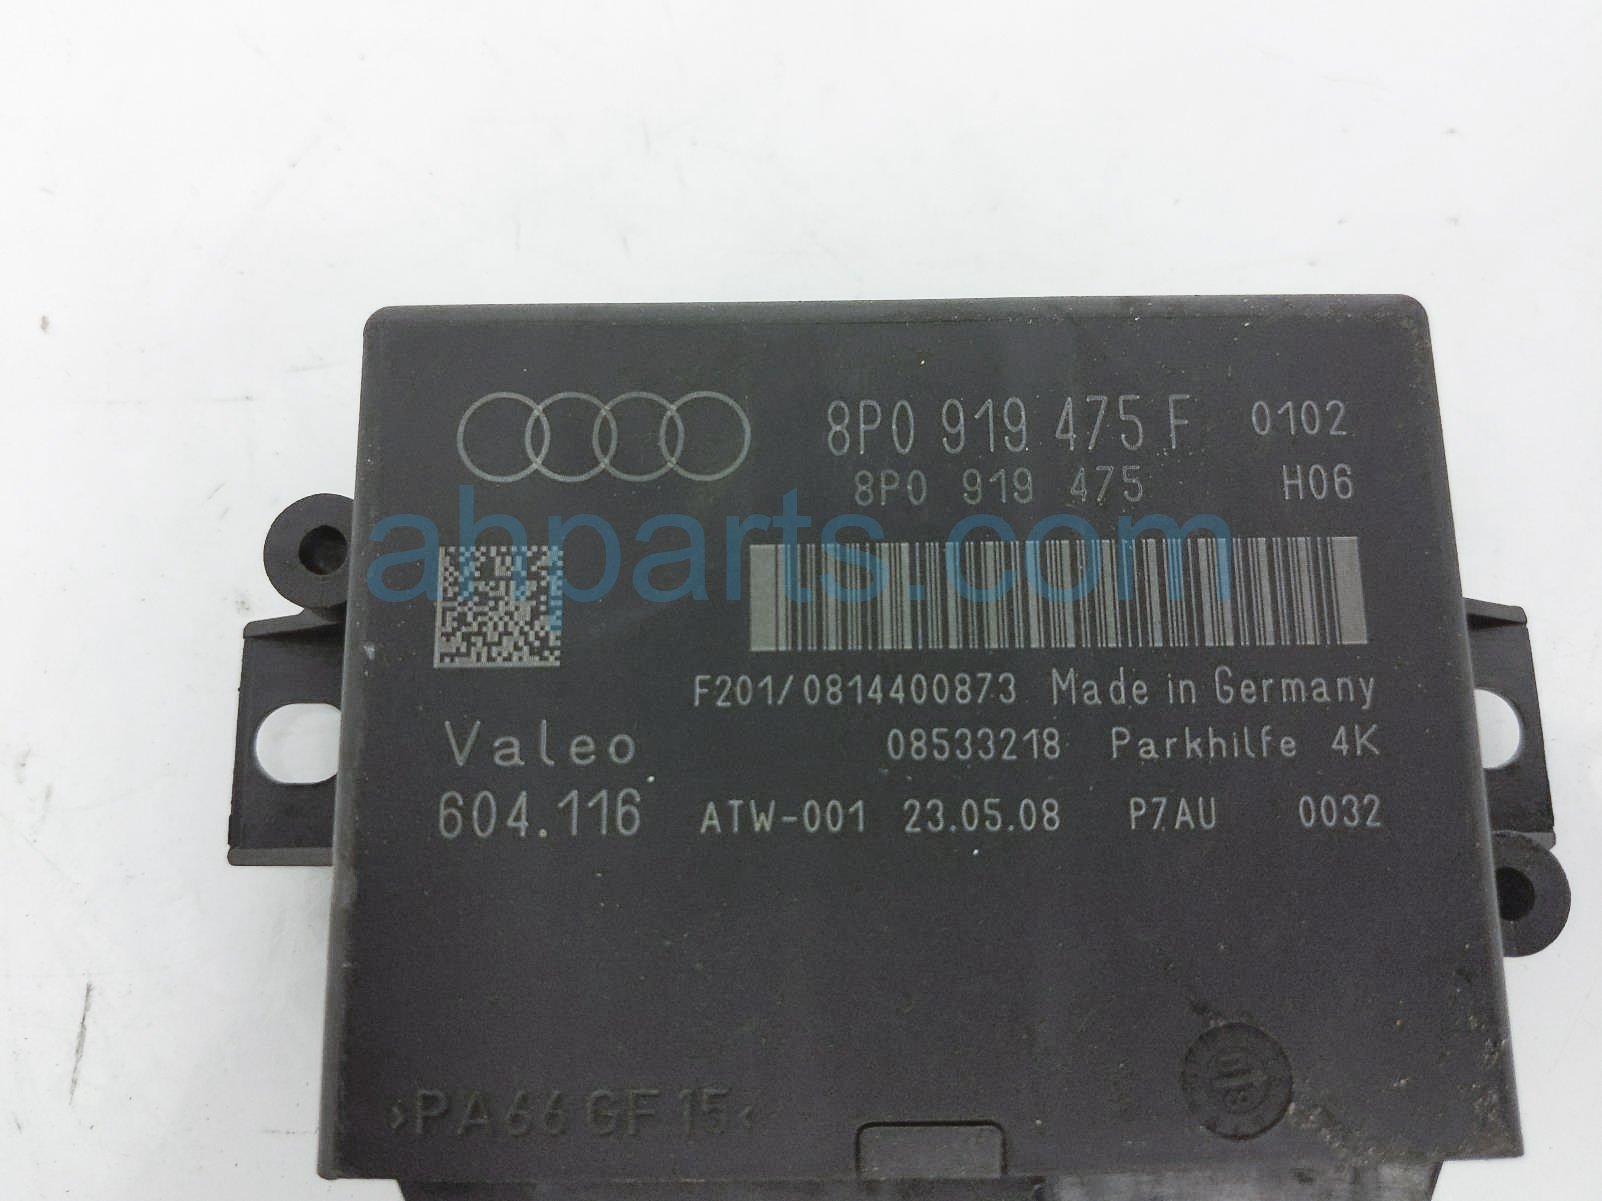 8P0 919 475 F 0102
8P0 919 475 H06
ahparts.com
F201/0814400873 Made in Germany
Valeo 08533218 Parkhilfe 4K
604.116 ATW-001 23.05.08 P7AU 0032
>PA66 GF15<